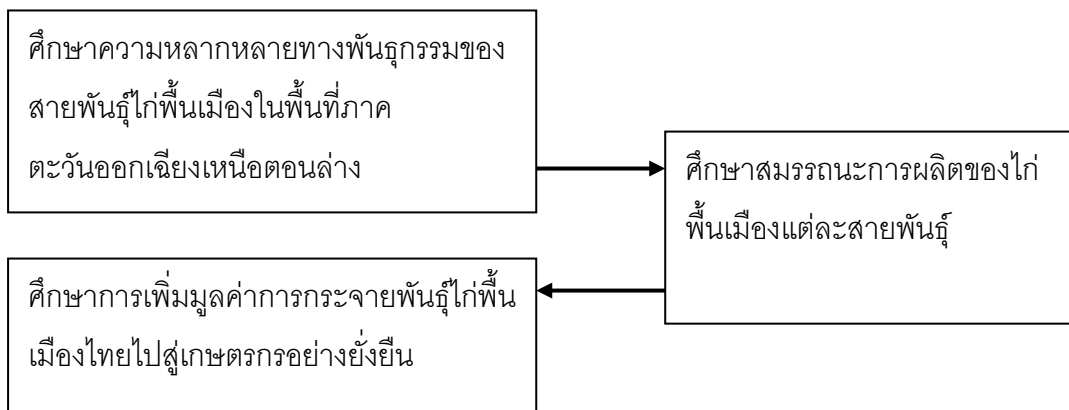 ศึกษาความหลากหลายทางพันธุกรรมของ
สายพันธุ์ไก่พื้นเมืองในพื้นที่ภาค
ตะวันออกเฉียงเหนือตอนล่าง
ศึกษาสมรรถนะการผลิตของไก่
พื้นเมืองแต่ละสายพันธุ์
ศึกษาการเพิ่มมูลค่าการกระจายพันธุ์ไก่พื้น
เมืองไทยไปสู่เกษตรกรอย่างยั่งยืน